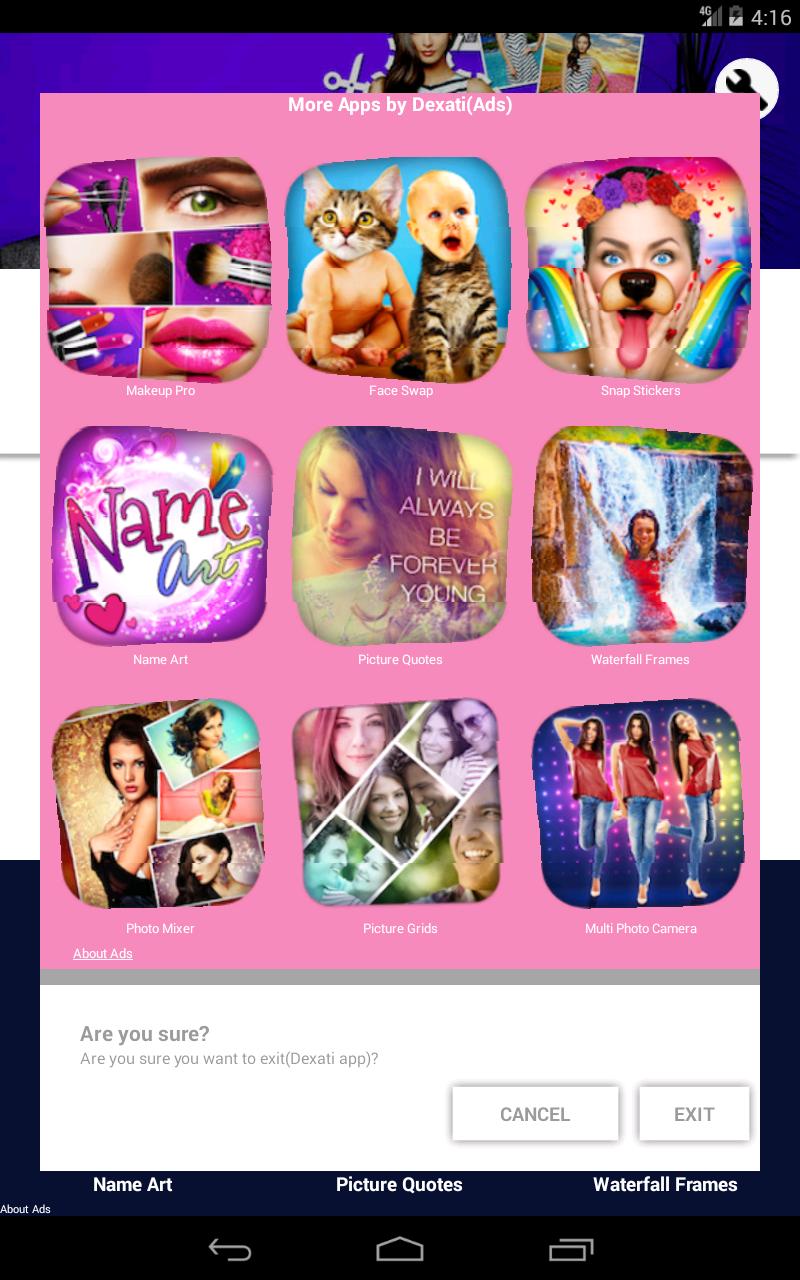 4G 4:16
More Apps by Dexati(Ads)
Makeup Pro
Face Swap
Snap Stickers
Name
Art
I WILL
ALWAYS
BE
FOREVER
YOUNG
Name Art
Picture Quotes
Waterfall Frames
Photo Mixer
Picture Grids
Multi Photo Camera
About Ads
Are you sure?
Are you sure you want to exit(Dexati app)?
CANCEL
EXIT
Name Art
Picture Quotes
Waterfall Frames
About Ads